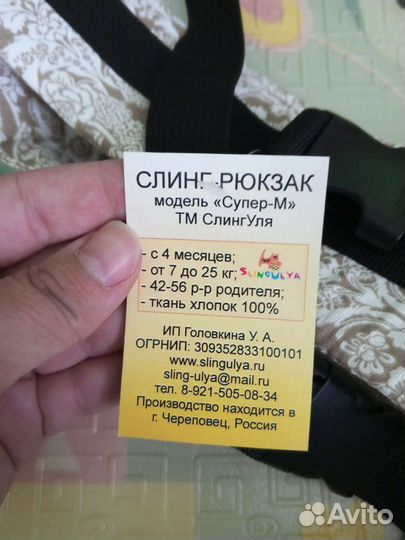 СЛИНГ-РЮКЗАК
модель «Супер-М»
ТМ СлингУля
- с 4 месяцев;
- от 7 до 25 кг;
SLINGULYA
- 42-56 р-р родителя;
- ткань хлопок 100%
ИП Головкина У. А.
ОГРНИП: 309352833100101
www.slingulya.ru
sling-ulya@mail.ru
тел. 8-921-505-08-34
Производство находится в
г. Череповец, Россия
Avito